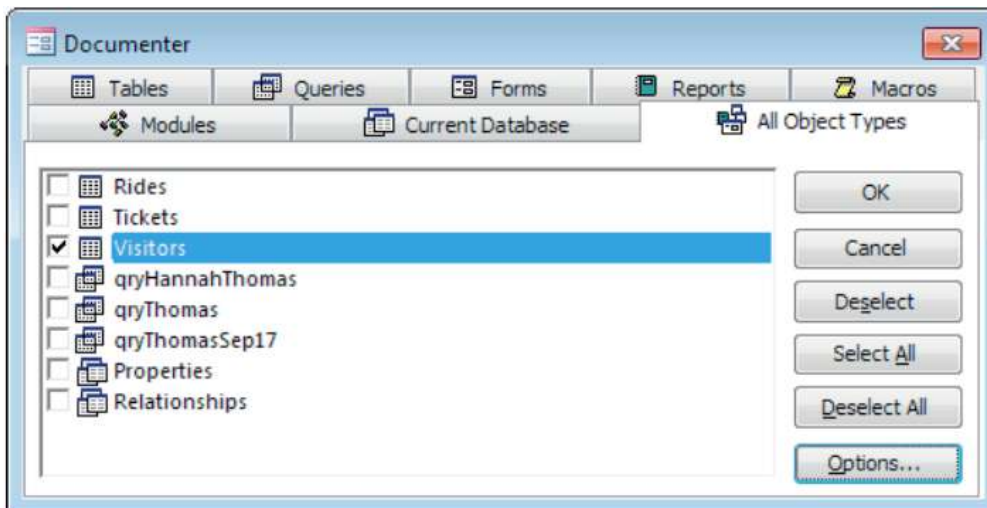 Documenter
Tables Queries Forms Reports Macros
Modules Current Database All Object Types
Rides
Tickets
Visitors
qryHannahThomas
qryThomas
qryThomasSep17
Properties
Relationships
OK
Cancel
Deselect
Select All
Deselect All
Options...